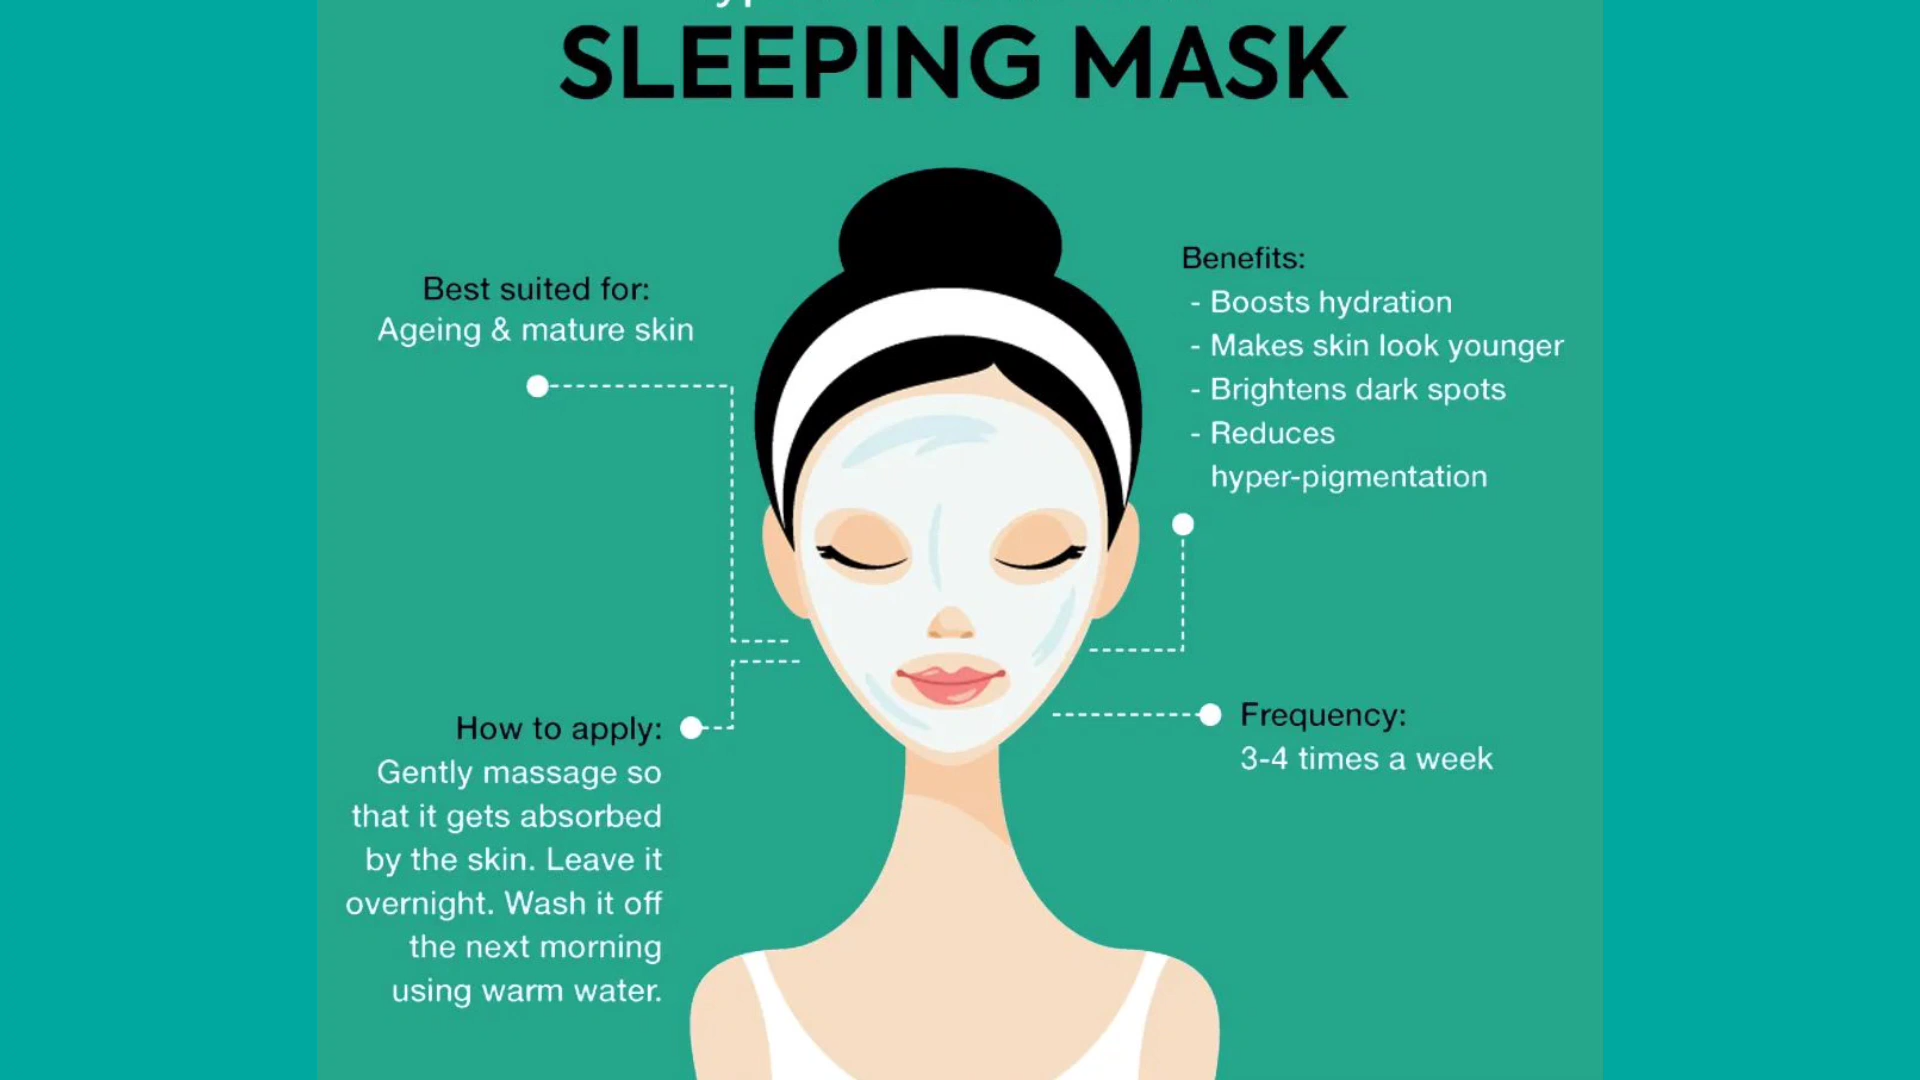 SLEEPING MASK
Best suited for:
Ageing & mature skin
Benefits:
- Boosts hydration
- Makes skin look younger
- Brightens dark spots
- Reduces
hyper-pigmentation
How to apply:
Gently massage so
that it gets absorbed
by the skin. Leave it
overnight. Wash it off
the next morning
using warm water.
Frequency:
3-4 times a week